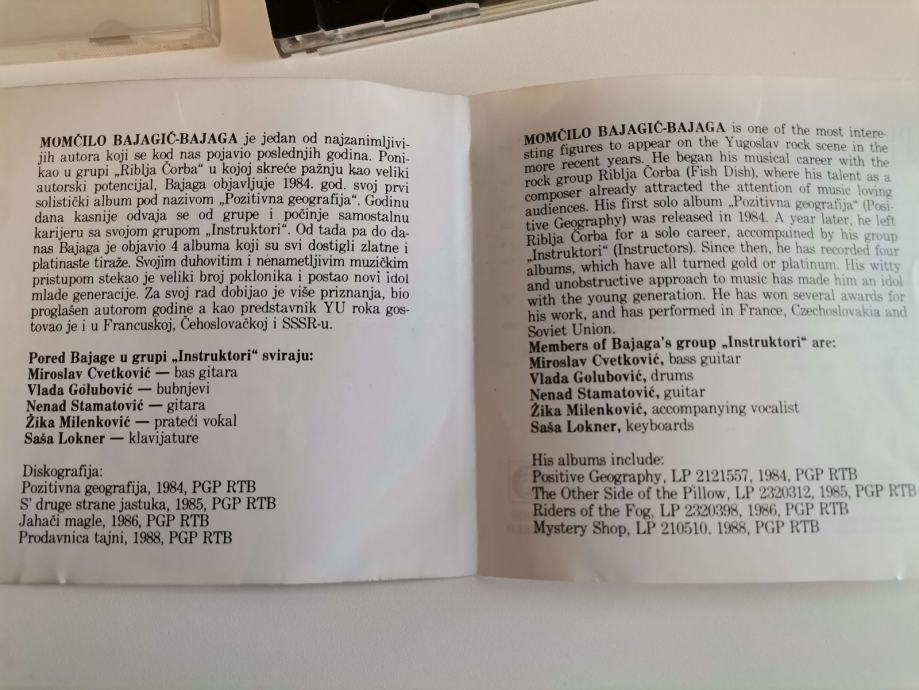 MOMČILO BAJAGIĆ-BAJAGA je jedan od najzanimljivi-
jih autora koji se kod nas pojavio poslednjih godina. Poni-
kao u grupi „Riblja Čorba“ u kojoj skreće pažnju kao veliki
autorski potencijal, Bajaga objavljuje 1984. god. svoj prvi
solistički album pod nazivom „Pozitivna geografija“. Godinu
dana kasnije odvaja se od grupe i počinje samostalnu
karijeru sa svojom grupom „Instruktori“. Od tada pa do da-
nas Bajaga je objavio 4 albuma koji su svi dostigli zlatne i
platinaste tiraže. Svojim duhovitim i nenametljivim muzičkim
pristupom stekao je veliki broj poklonika i postao novi idol
mlade generacije. Za svoj rad dobijao je više priznanja, bio
proglašen autorom godine a kao predstavnik YU roka gos-
tovao je i u Francuskoj, Čehoslovačkoj i SSSR-u.
Pored Bajage u grupi „Instruktori“ sviraju:
Miroslav Cvetković — bas gitara
Vlada Golubović — bubnjevi
Nenad Stamatović — gitara
Žika Milenković — prateći vokal
Saša Lokner — klavijature
Diskografija:
Pozitivna geografija, 1984, PGP RTB
S' druge strane jastuka, 1985, PGP RTB
Jahači magle, 1986, PGP RTB
Prodavnica tajni, 1988, PGP RTB
MOMČILO BAJAGIĆ-BAJAGA is one of the most intere-
sting figures to appear on the Yugoslav rock scene in the
more recent years. He began his musical career with the
rock group Riblja Čorba (Fish Dish), where his talent as a
composer already attracted the attention of music loving
audiences. His first solo album „Pozitivna geografija“ (Posi-
tive Geography) was released in 1984. A year later, he left
Riblja Čorba for a solo career, accompained by his group
„Instruktori“ (Instructors). Since then, he has recorded four
albums, which have all turned gold or platinum. His witty
and unobstructive approach to music has made him an idol
with the young generation. He has won several awards for
his work, and has performed in France, Czechoslovakia and
Soviet Union.
Members of Bajaga's group „Instruktori“ are:
Miroslav Cvetković, bass guitar
Vlada Golubović, drums
Nenad Stamatović, guitar
Žika Milenković, accompanying vocalist
Saša Lokner, keyboards
His albums include:
Positive Geography, LP 2121557, 1984, PGP RTB
The Other Side of the Pillow, LP 2320312, 1985, PGP RTB
Riders of the Fog, LP 2320398, 1986, PGP RTB
Mystery Shop, LP 210510. 1988, PGP RTB